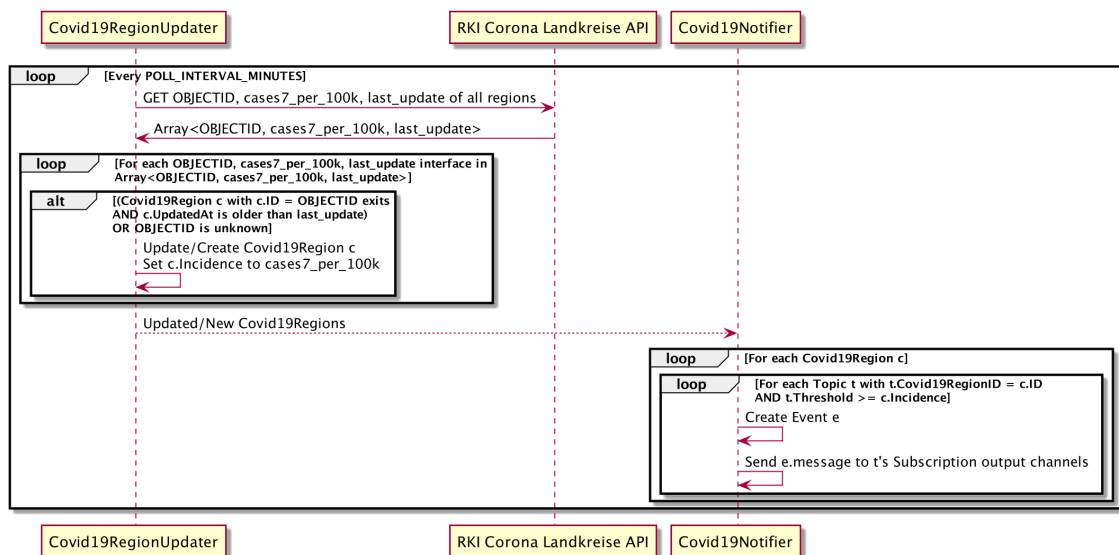 Covid19RegionUpdater
RKI Corona Landkreise API
Covid19Notifier
loop
[Every POLL_INTERVAL_MINUTES]
GET OBJECTID, cases7_per_100k, last_update of all regions
Array<OBJECTID, cases7_per_100k, last_update>
loop
[For each OBJECTID, cases7_per_100k, last_update interface in
Array<OBJECTID, cases7_per_100k, last_update>]
alt
[(Covid19Region c with c.ID = OBJECTID exits
AND c.UpdatedAt is older than last_update)
OR OBJECTID is unknown]
Update/Create Covid19Region c
Set c.Incidence to cases7_per_100k
Updated/New Covid19Regions
loop
[For each Covid19Region c]
loop
[For each Topic t with t.Covid19RegionID = c.ID
AND t.Threshold >= c.Incidence]
Create Event e
Send e.message to t's Subscription output channels
Covid19RegionUpdater
RKI Corona Landkreise API
Covid19Notifier